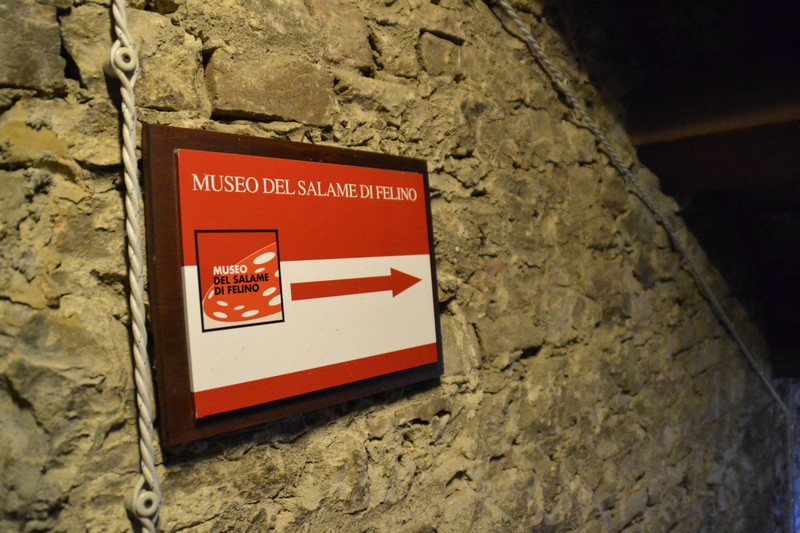 MUSEO DEL SALAME DI FELINO
MUSEO
DEL SALAME
DI FELINO